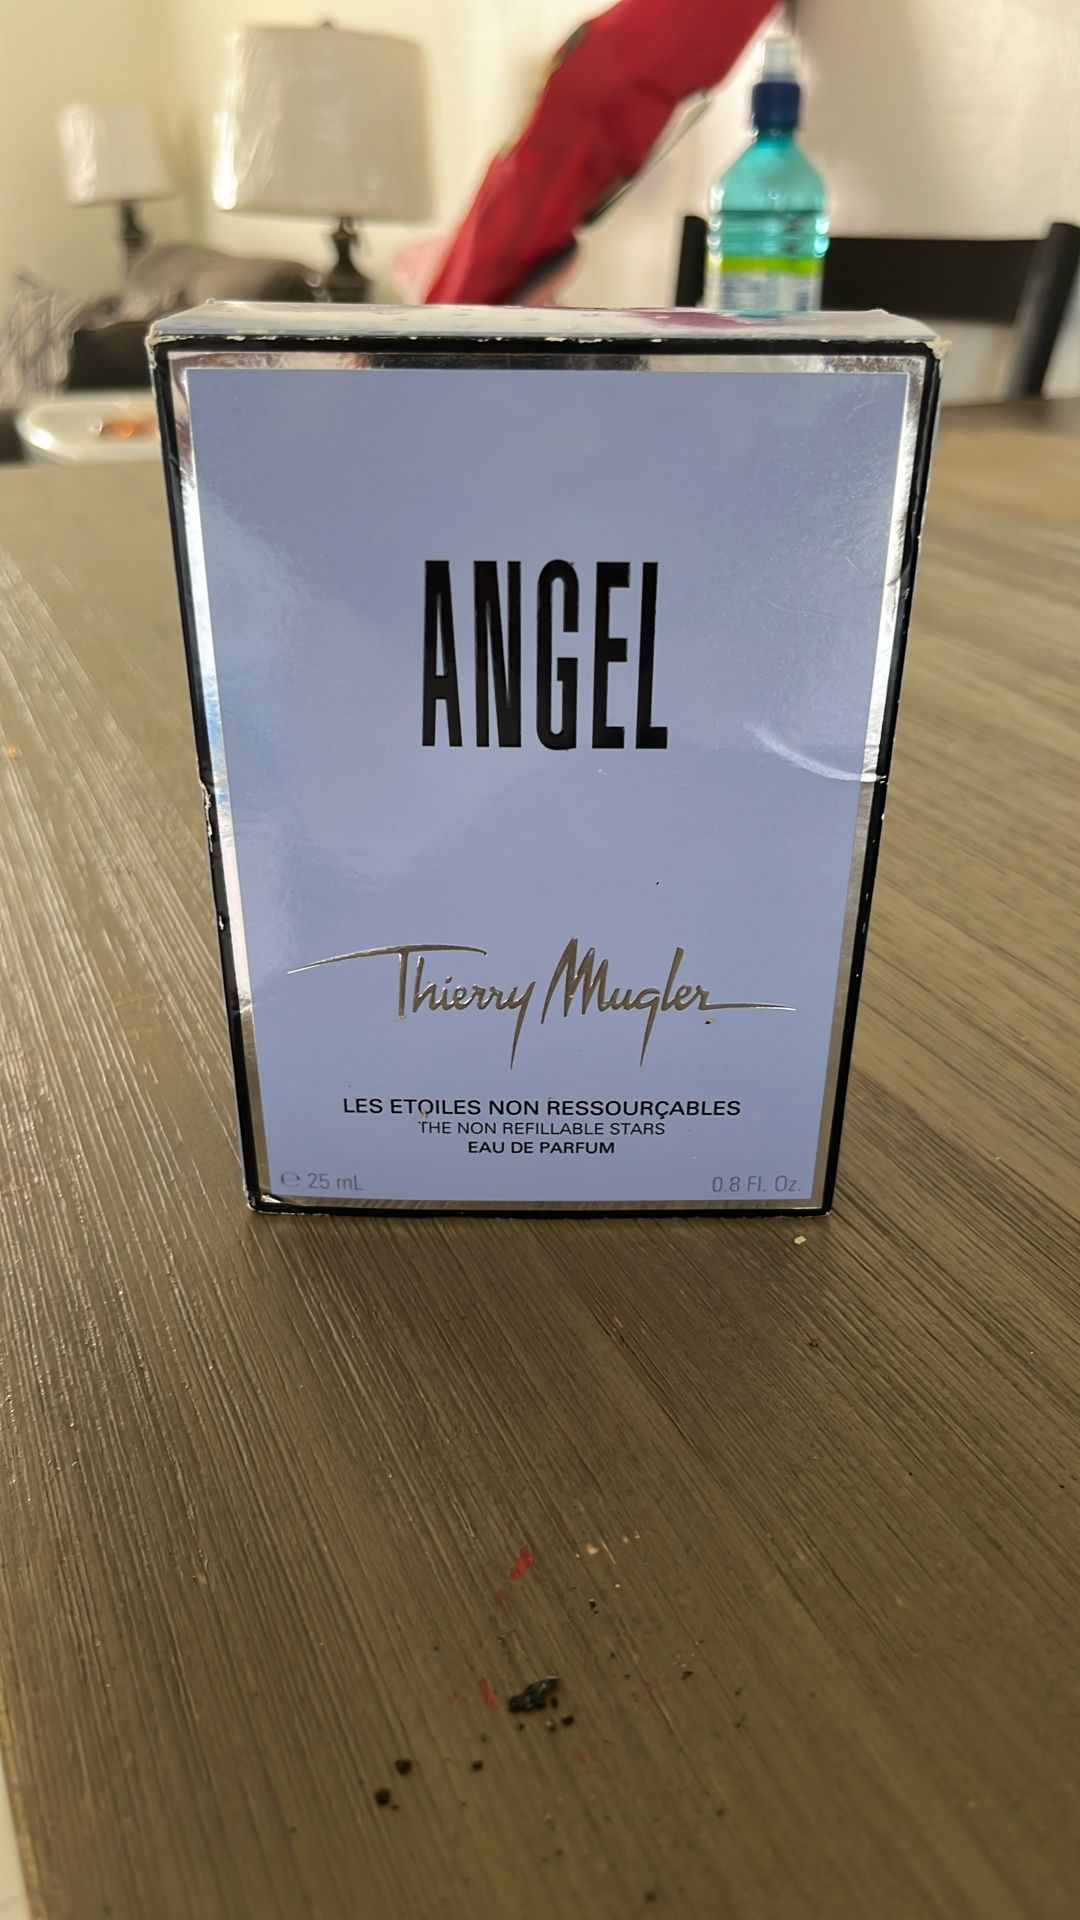 ANGEL
Thierry Mugler
LES ETOILES NON RESSOURÇABLES
THE NON REFILLABLE STARS
EAU DE PARFUM
℮ 25 mL
0.8 Fl. Oz.